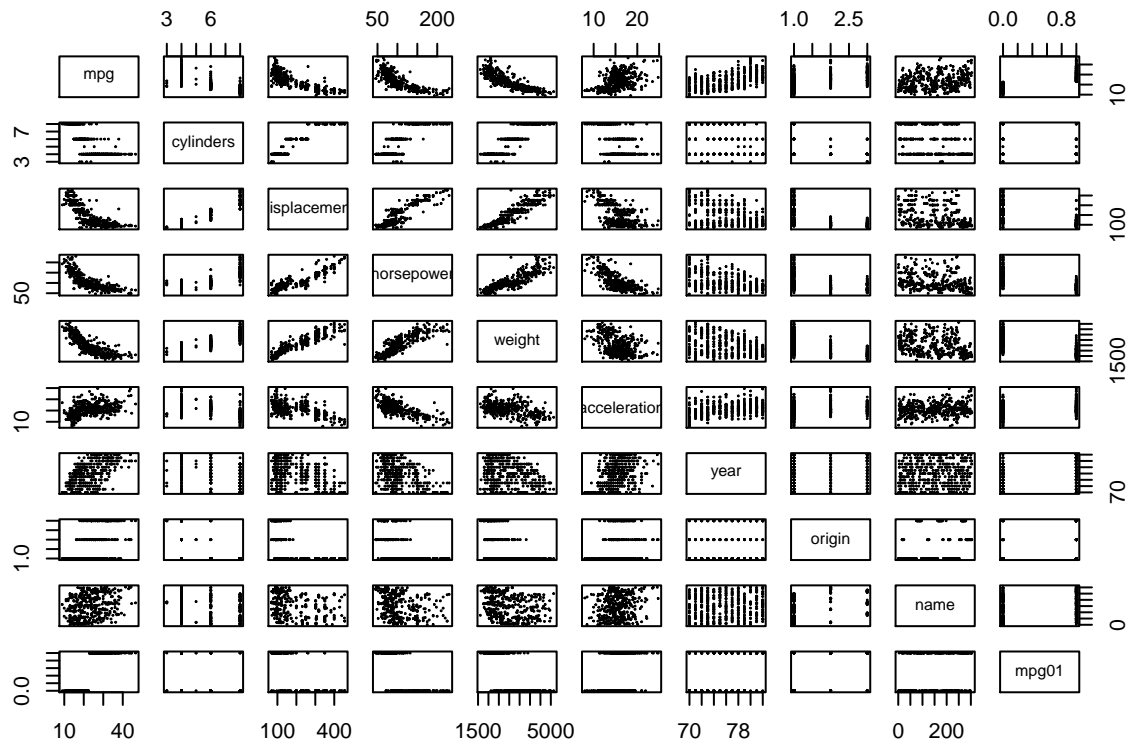 3 6 50 200 10 20 1.0 2.5 0.0 0.8
mpg 10
7 3 cylinders
isplacemen 100
50 horsepower
weight 1500
10 acceleration
year 70
1.0 origin
name 0
0.0 mpg01
10 40 100 400 1500 5000 70 78 0 200